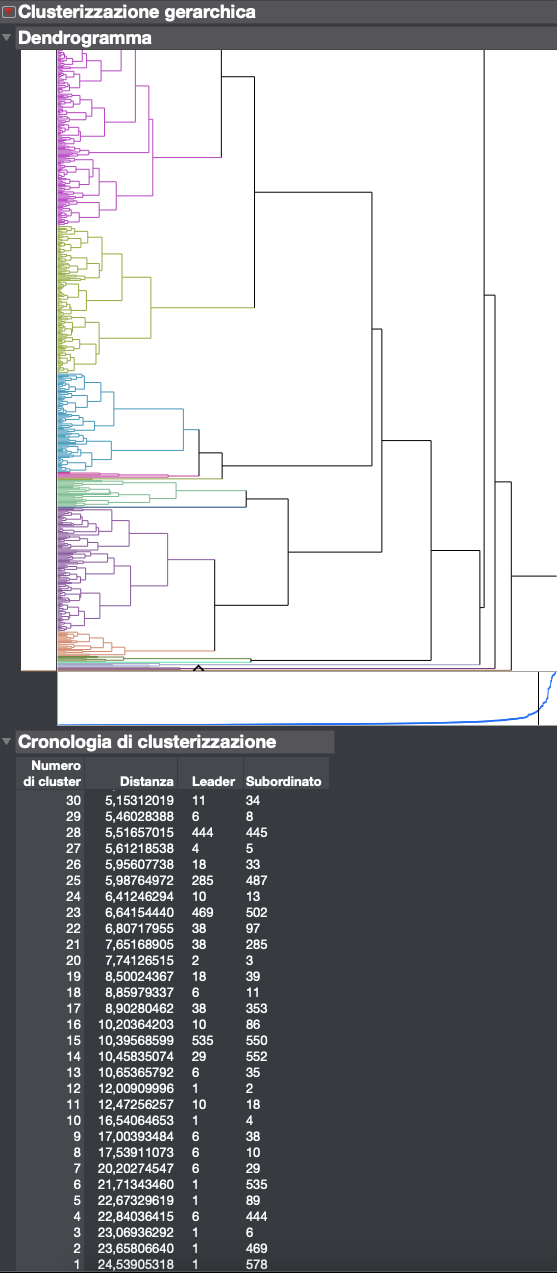 Clusterizzazione gerarchica
Dendrogramma
Cronologia di clusterizzazione
Numero
di cluster Distanza Leader Subordinato
30 5,15312019 11 34
29 5,46028388 6 8
28 5,51657015 444 445
27 5,61218538 4 5
26 5,95607738 18 33
25 5,98764972 285 487
24 6,41246294 10 13
23 6,64154440 469 502
22 6,80717955 38 97
21 7,65168905 38 285
20 7,74126515 2 3
19 8,50024367 18 39
18 8,85979337 6 11
17 8,90280462 38 353
16 10,20364203 10 86
15 10,39568599 535 550
14 10,45835074 29 552
13 10,65365792 6 35
12 12,00909996 1 2
11 12,47256257 10 18
10 16,54064653 1 4
9 17,00393484 6 38
8 17,53911073 6 10
7 20,20274547 6 29
6 21,71343460 1 535
5 22,67329619 1 89
4 22,84036415 6 444
3 23,06936292 1 6
2 23,65806640 1 469
1 24,53905318 1 578